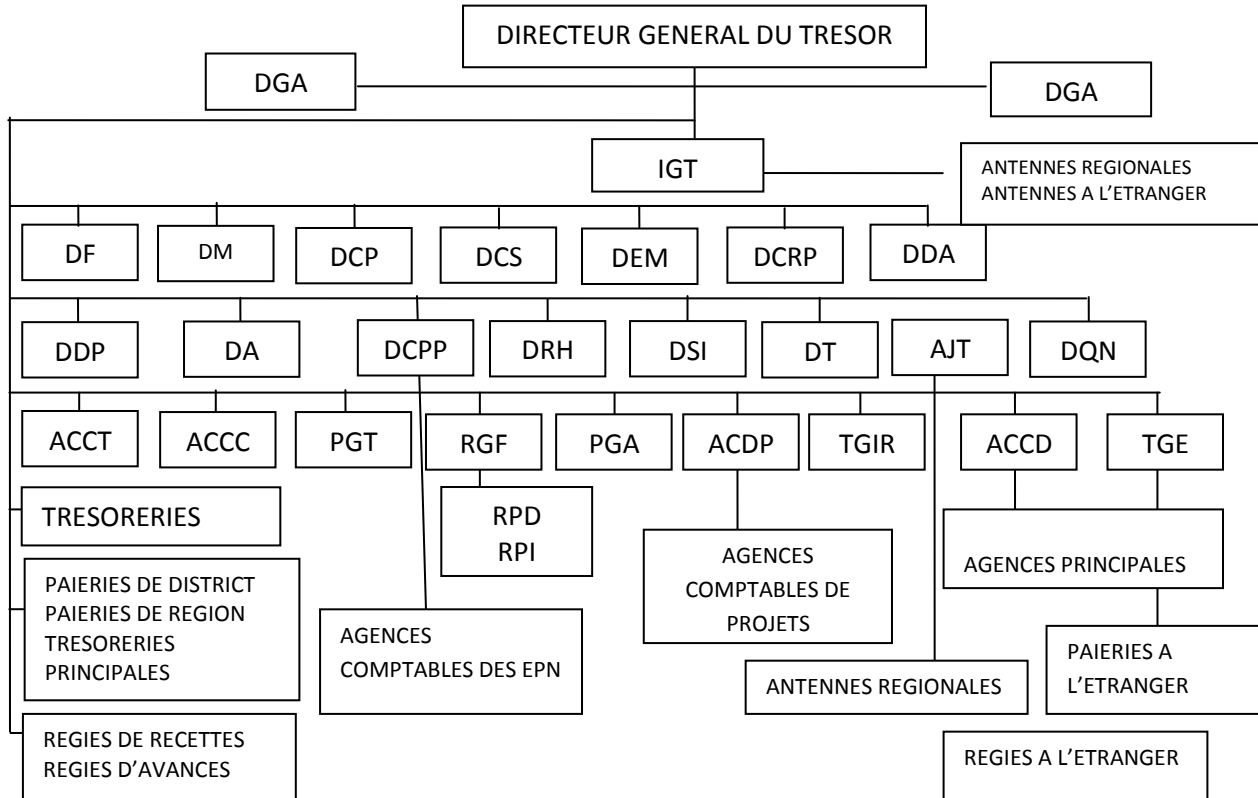 DIRECTEUR GENERAL DU TRESOR
DGA
DGA
IGT
ANTENNES REGIONALES
ANTENNES A L’ETRANGER
DF
DM
DCP
DCS
DEM
DCRP
DDA
DDP
DA
DCPP
DRH
DSI
DT
AJT
DQN
ACCT
ACCC
PGT
RGF
PGA
ACDP
TGIR
ACCD
TGE
TRESORERIES
RPD
RPI
AGENCES
COMPTABLES DE
PROJETS
AGENCES PRINCIPALES
PAIERIES DE DISTRICT
PAIERIES DE REGION
TRESORERIES
PRINCIPALES
AGENCES
COMPTABLES DES EPN
ANTENNES REGIONALES
PAIERIES A
L’ETRANGER
REGIES DE RECETTES
REGIES D’AVANCES
REGIES A L’ETRANGER